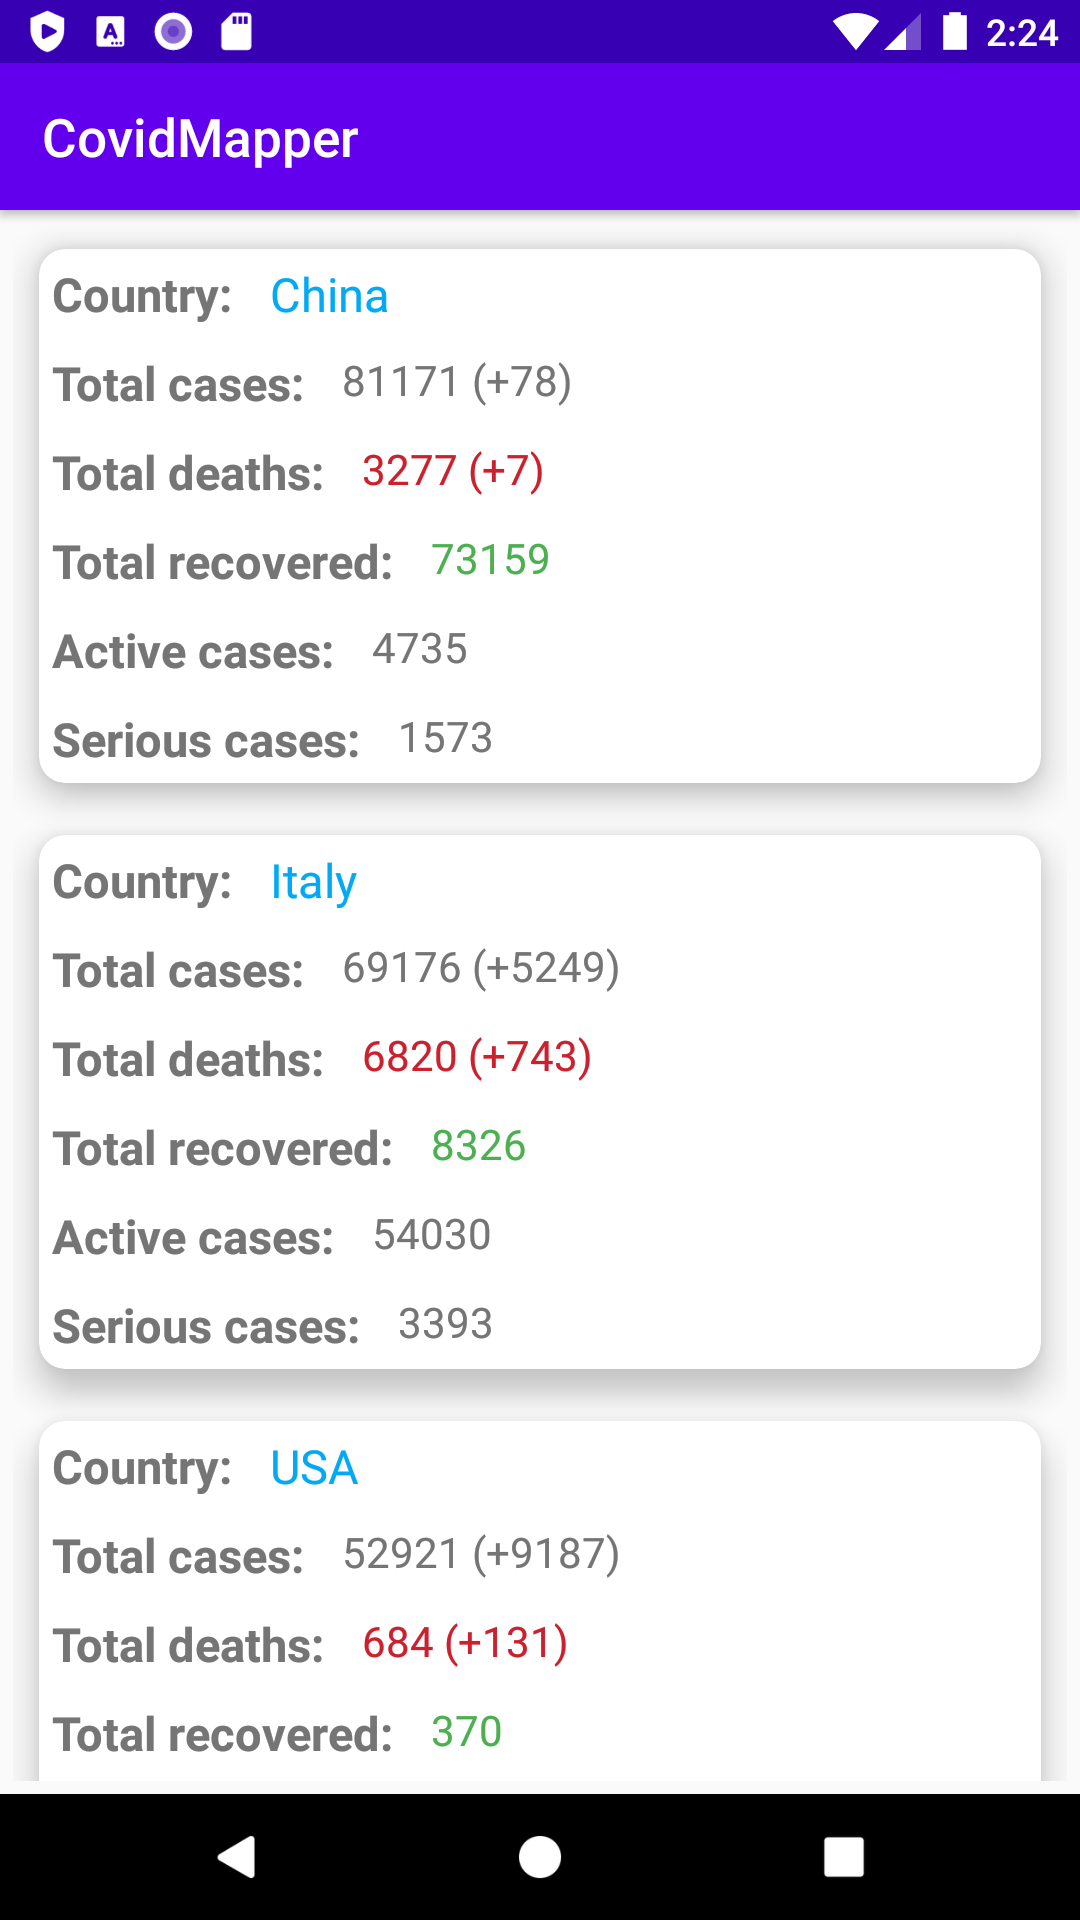 2:24
CovidMapper
Country: China
Total cases: 81171 (+78)
Total deaths: 3277 (+7)
Total recovered: 73159
Active cases: 4735
Serious cases: 1573
Country: Italy
Total cases: 69176 (+5249)
Total deaths: 6820 (+743)
Total recovered: 8326
Active cases: 54030
Serious cases: 3393
Country: USA
Total cases: 52921 (+9187)
Total deaths: 684 (+131)
Total recovered: 370